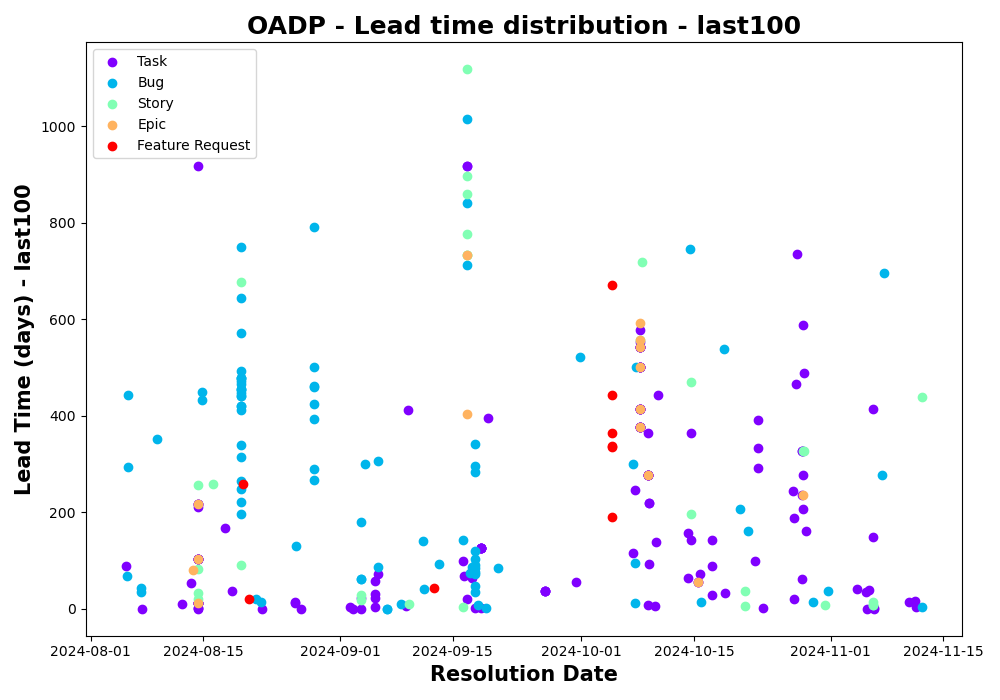 OADP - Lead time distribution - last100
Task
Bug
Story
Epic
Feature Request
Lead Time (days) - last100
1000
800
600
400
200
0
2024-08-01 2024-08-15 2024-09-01 2024-09-15 2024-10-01 2024-10-15 2024-11-01 2024-11-15
Resolution Date